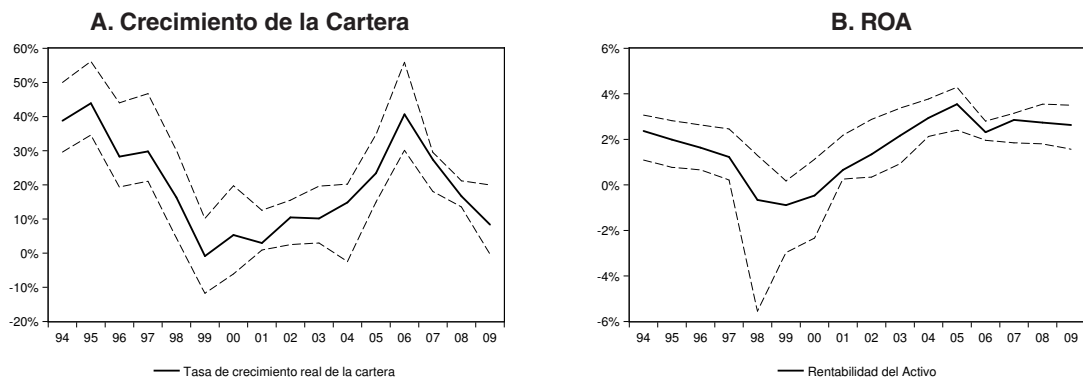 A. Crecimiento de la Cartera
60%
50%
40%
30%
20%
10%
0%
-10%
-20%
94 95 96 97 98 99 00 01 02 03 04 05 06 07 08 09
Tasa de crecimiento real de la cartera
B. ROA
6%
4%
2%
0%
-2%
-4%
-6%
94 95 96 97 98 99 00 01 02 03 04 05 06 07 08 09
Rentabilidad del Activo